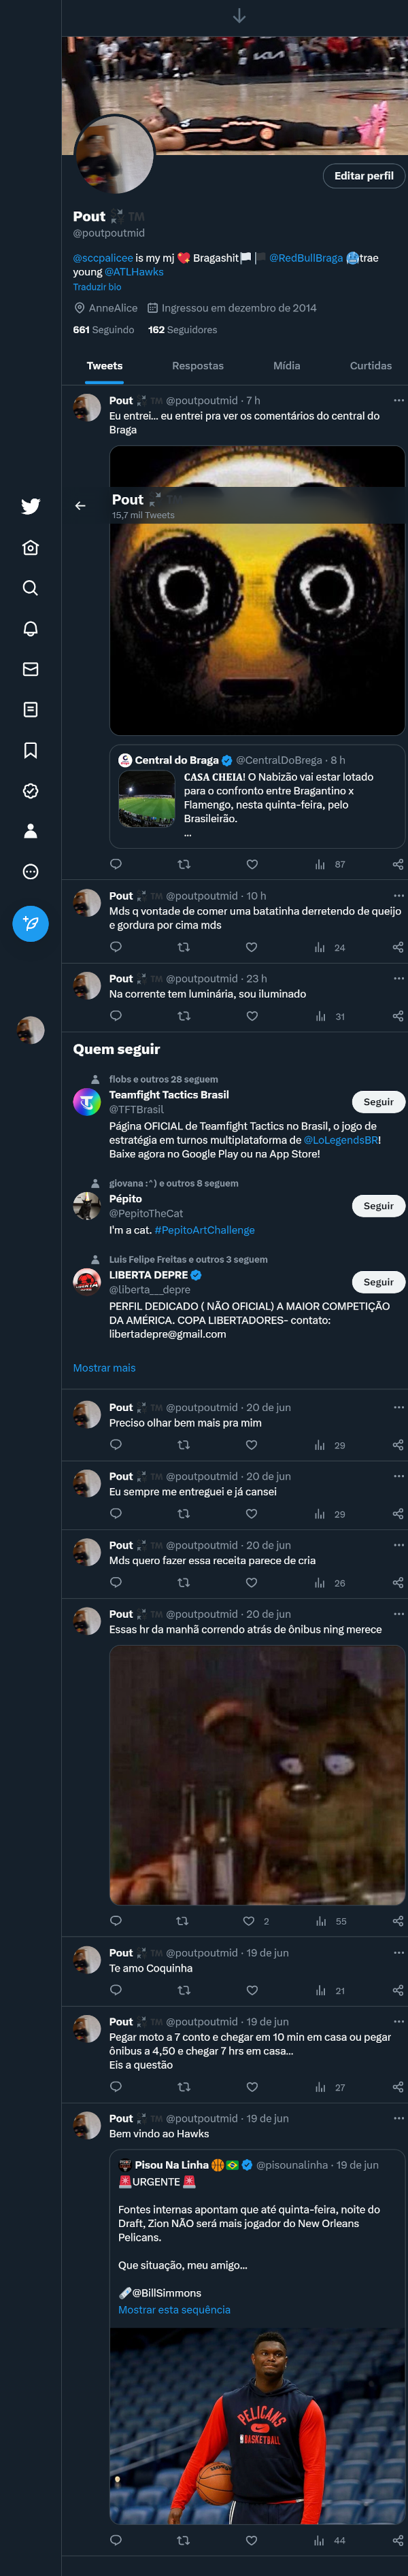 Editar perfil
Pout TM
@poutpoutmid
@sccpalicee is my mj 💖 Bragashit🏳️ 🏴 @RedBullBraga 🥶trae
young @ATLHawks
Traduzir bio
AnneAlice Ingressou em dezembro de 2014
661 Seguindo 162 Seguidores
Tweets Respostas Mídia Curtidas
Pout TM @poutpoutmid · 7 h
Eu entrei... eu entrei pra ver os comentários do central do
Braga
Pout TM
15,7 mil Tweets
Central do Braga @CentralDoBrega · 8 h
𝐂𝐀𝐒𝐀 𝐂𝐇𝐄𝐈𝐀! O Nabizão vai estar lotado
para o confronto entre Bragantino x
Flamengo, nesta quinta-feira, pelo
Brasileirão.
...
87
Pout TM @poutpoutmid · 10 h
Mds q vontade de comer uma batatinha derretendo de queijo
e gordura por cima mds
24
Pout TM @poutpoutmid · 23 h
Na corrente tem luminária, sou iluminado
31
Quem seguir
flobs e outros 28 seguem
Teamfight Tactics Brasil
@TFTBrasil
Seguir
Página OFICIAL de Teamfight Tactics no Brasil, o jogo de
estratégia em turnos multiplataforma de @LoLegendsBR!
Baixe agora no Google Play ou na App Store!
giovana :^) e outros 8 seguem
Pépito
@PepitoTheCat
Seguir
I'm a cat. #PepitoArtChallenge
Luis Felipe Freitas e outros 3 seguem
LIBERTA DEPRE
@liberta___depre
Seguir
PERFIL DEDICADO ( NÃO OFICIAL) A MAIOR COMPETIÇÃO
DA AMÉRICA. COPA LIBERTADORES- contato:
libertadepre@gmail.com
Mostrar mais
Pout TM @poutpoutmid · 20 de jun
Preciso olhar bem mais pra mim
29
Pout TM @poutpoutmid · 20 de jun
Eu sempre me entreguei e já cansei
29
Pout TM @poutpoutmid · 20 de jun
Mds quero fazer essa receita parece de cria
26
Pout TM @poutpoutmid · 20 de jun
Essas hr da manhã correndo atrás de ônibus ning merece
2 55
Pout TM @poutpoutmid · 19 de jun
Te amo Coquinha
21
Pout TM @poutpoutmid · 19 de jun
Pegar moto a 7 conto e chegar em 10 min em casa ou pegar
ônibus a 4,50 e chegar 7 hrs em casa...
Eis a questão
27
Pout TM @poutpoutmid · 19 de jun
Bem vindo ao Hawks
Pisou Na Linha 🏀🇧🇷 @pisounalinha · 19 de jun
🚨URGENTE 🚨
Fontes internas apontam que até quinta-feira, noite do
Draft, Zion NÃO será mais jogador do New Orleans
Pelicans.
Que situação, meu amigo...
🗞️@BillSimmons
Mostrar esta sequência
PELICANS
BASKETBALL
44